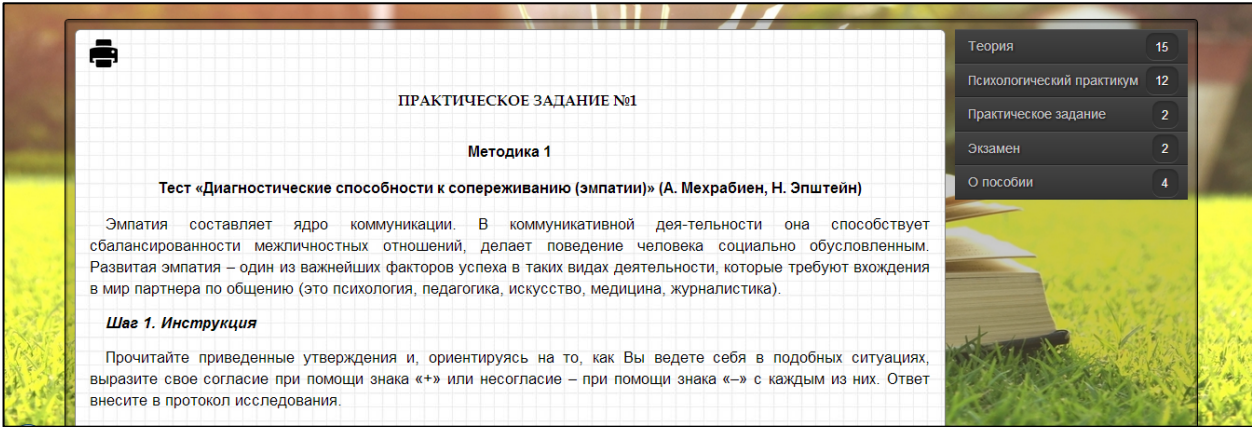 ПРАКТИЧЕСКОЕ ЗАДАНИЕ №1
Методика 1
Тест «Диагностические способности к сопереживанию (эмпатии)» (А. Мехрабиен, Н. Эпштейн)
Эмпатия составляет ядро коммуникации. В коммуникативной дея-тельности она способствует
сбалансированности межличностных отношений, делает поведение человека социально обусловленным.
Развитая эмпатия – один из важнейших факторов успеха в таких видах деятельности, которые требуют вхождения
в мир партнера по общению (это психология, педагогика, искусство, медицина, журналистика).
Шаг 1. Инструкция
Прочитайте приведенные утверждения и, ориентируясь на то, как Вы ведете себя в подобных ситуациях,
выразите свое согласие при помощи знака «+» или несогласие – при помощи знака «–» с каждым из них. Ответ
внесите в протокол исследования.
Теория 15
Психологический практикум 12
Практическое задание 2
Экзамен 2
О пособии 4